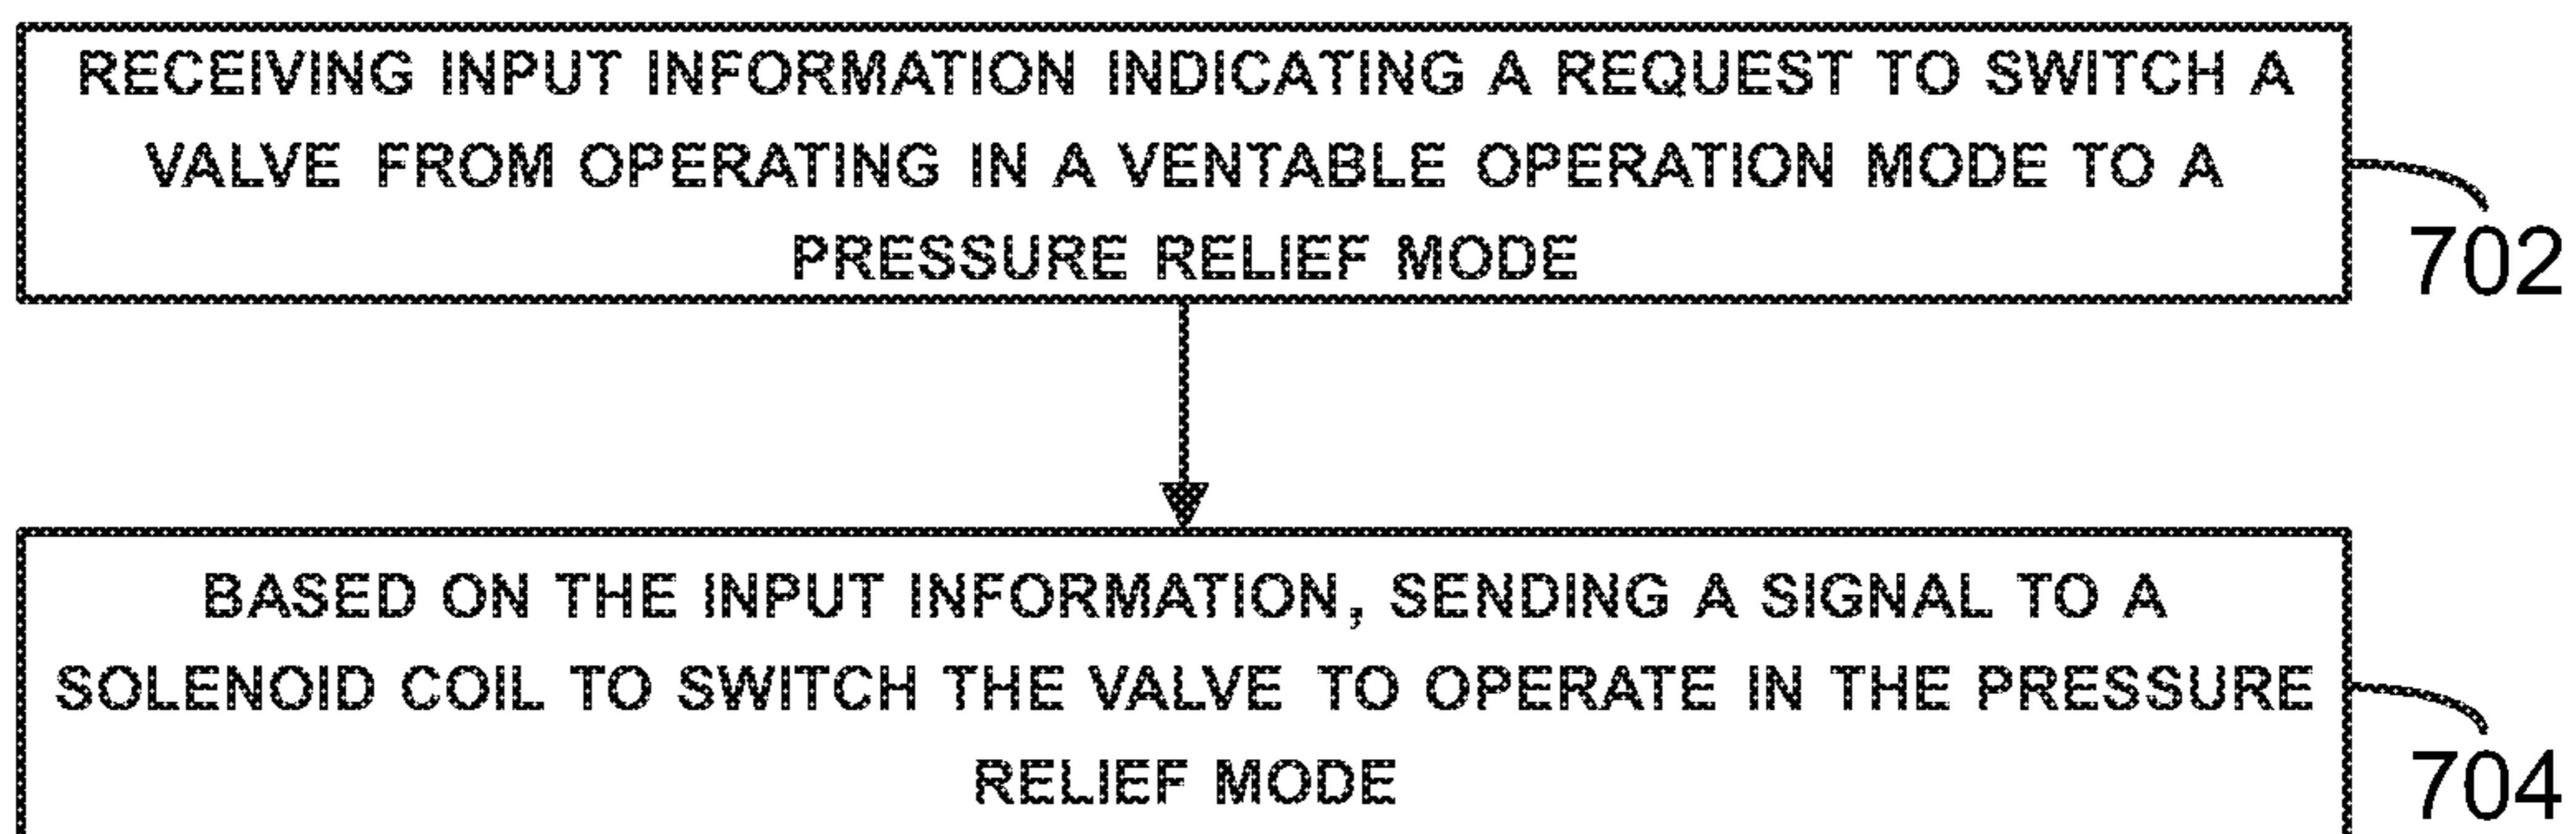 RECEIVING INPUT INFORMATION INDICATING A REQUEST TO SWITCH A
VALVE FROM OPERATING IN A VENTABLE OPERATION MODE TO A
PRESSURE RELIEF MODE
702
BASED ON THE INPUT INFORMATION, SENDING A SIGNAL TO A
SOLENOID COIL TO SWITCH THE VALVE TO OPERATE IN THE PRESSURE
RELIEF MODE
704